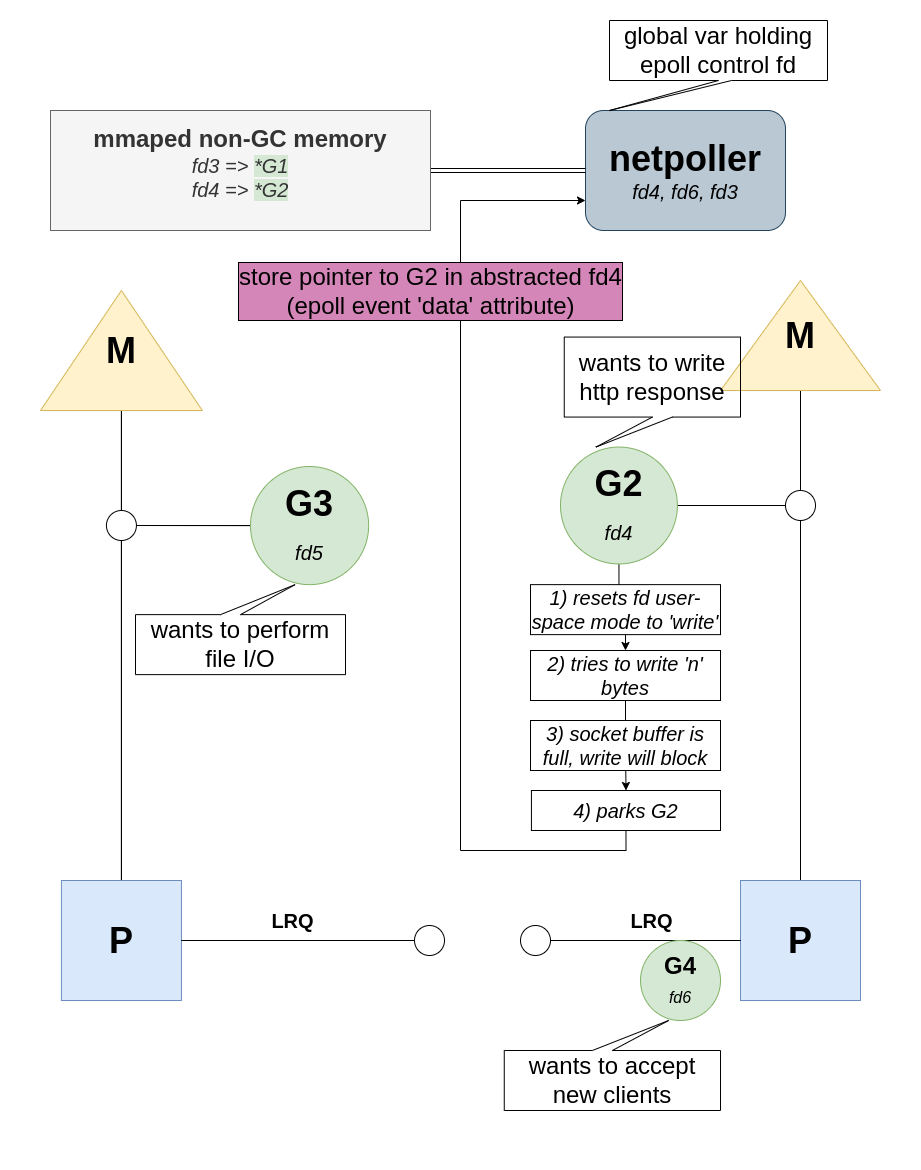 global var holding
epoll control fd
mmaped non-GC memory
fd3 => *G1
fd4 => *G2
netpoller
fd4, fd6, fd3
store pointer to G2 in abstracted fd4
(epoll event 'data' attribute)
M
M
wants to write
http response
G3
fd5
G2
fd4
wants to perform
file I/O
1) resets fd user-
space mode to 'write'
2) tries to write 'n'
bytes
3) socket buffer is
full, write will block
4) parks G2
P
LRQ
LRQ
P
G4
fd6
wants to accept
new clients